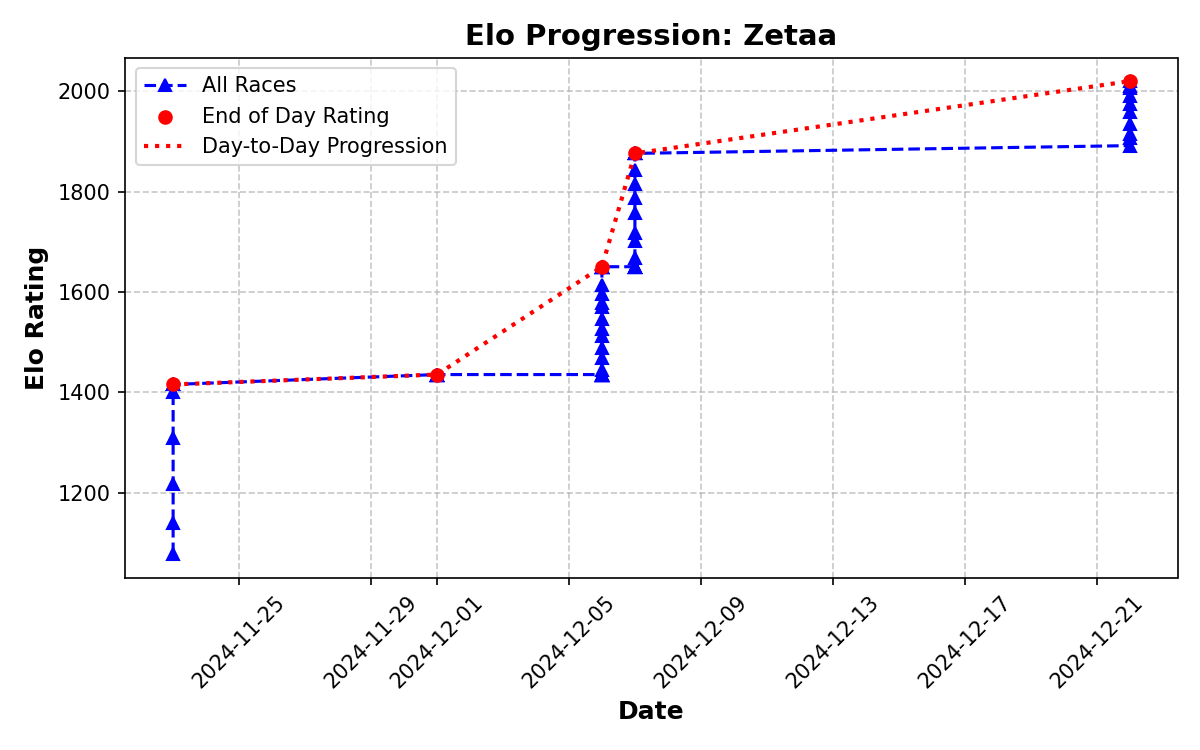 Elo Progression: Zetaa
All Races
End of Day Rating
Day-to-Day Progression
Elo Rating
2000
1800
1600
1400
1200
2024-11-25
2024-11-29
2024-12-01
2024-12-05
2024-12-09
2024-12-13
2024-12-17
2024-12-21
Date